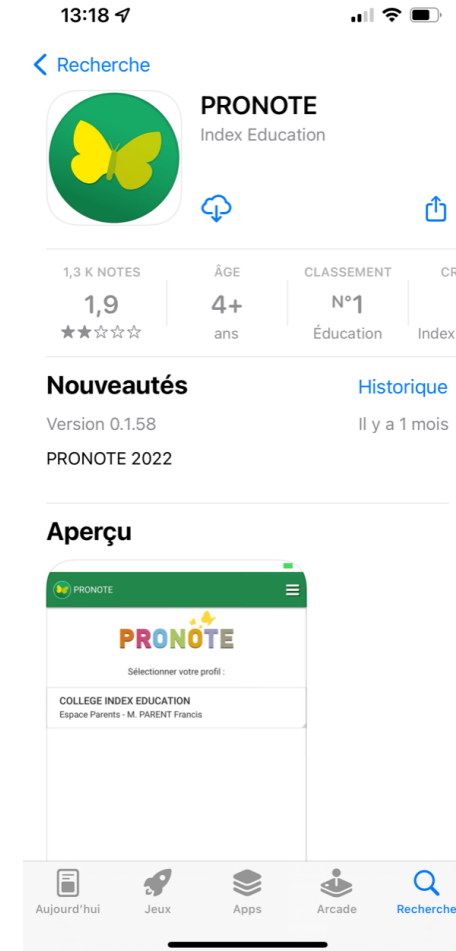 13:18
Recherche
PRONOTE
Index Education
1,3 K NOTES
ÂGE
CLASSEMENT
CR
1,9
4+
N°1
ans
Éducation
Index
Nouveautés
Historique
Version 0.1.58
Il y a 1 mois
PRONOTE 2022
Aperçu
PRONOTE
PRONOTE
Sélectionner votre profil :
COLLEGE INDEX EDUCATION
Espace Parents - M. PARENT Francis
Aujourd'hui
Jeux
Apps
Arcade
Recherche